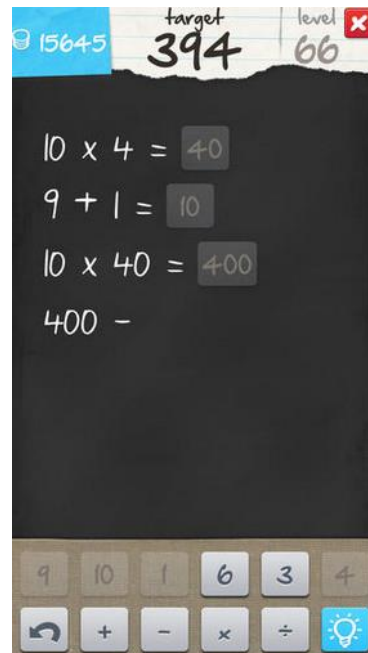 target
level
15645
394
66
10 x 4 = 40
9 + 1 = 10
10 x 40 = 400
400 -
9 10 1 6 3 4
+ - × ÷